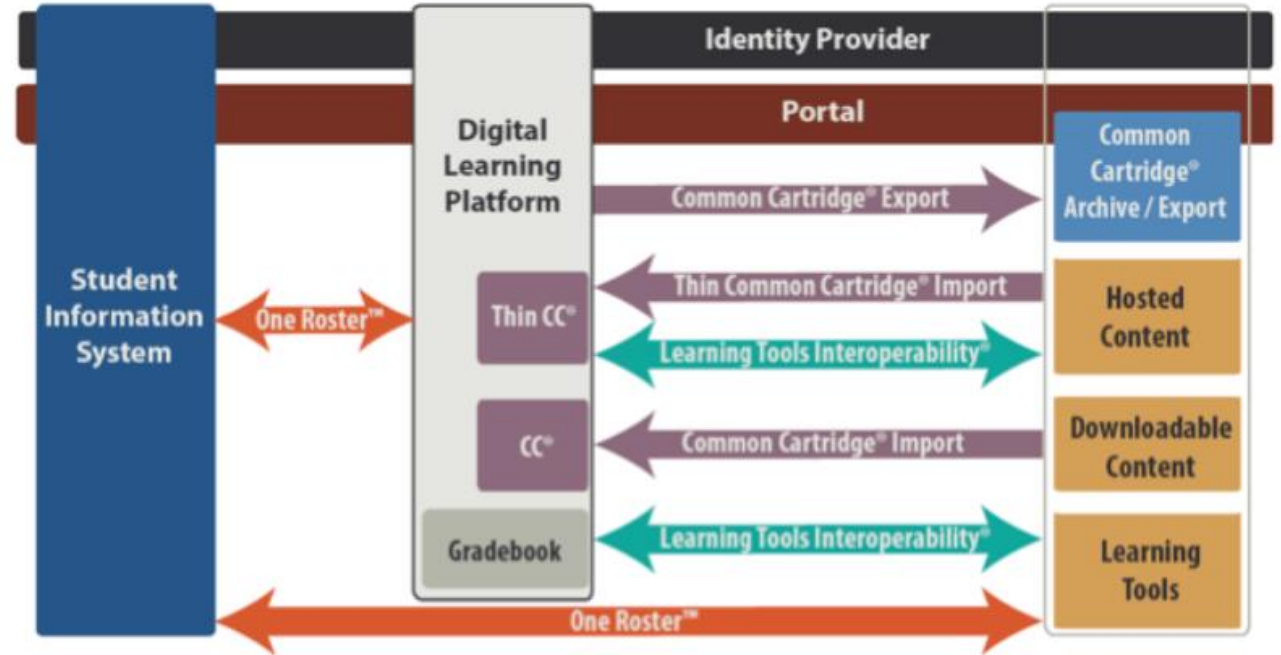 Identity Provider
Portal
Student
Information
System
One Roster™
Digital
Learning
Platform
Thin CC®
CC®
Gradebook
Common Cartridge® Export
Thin Common Cartridge® Import
Learning Tools Interoperability®
Common Cartridge® Import
Learning Tools Interoperability®
One Roster™
Common
Cartridge®
Archive / Export
Hosted
Content
Downloadable
Content
Learning
Tools